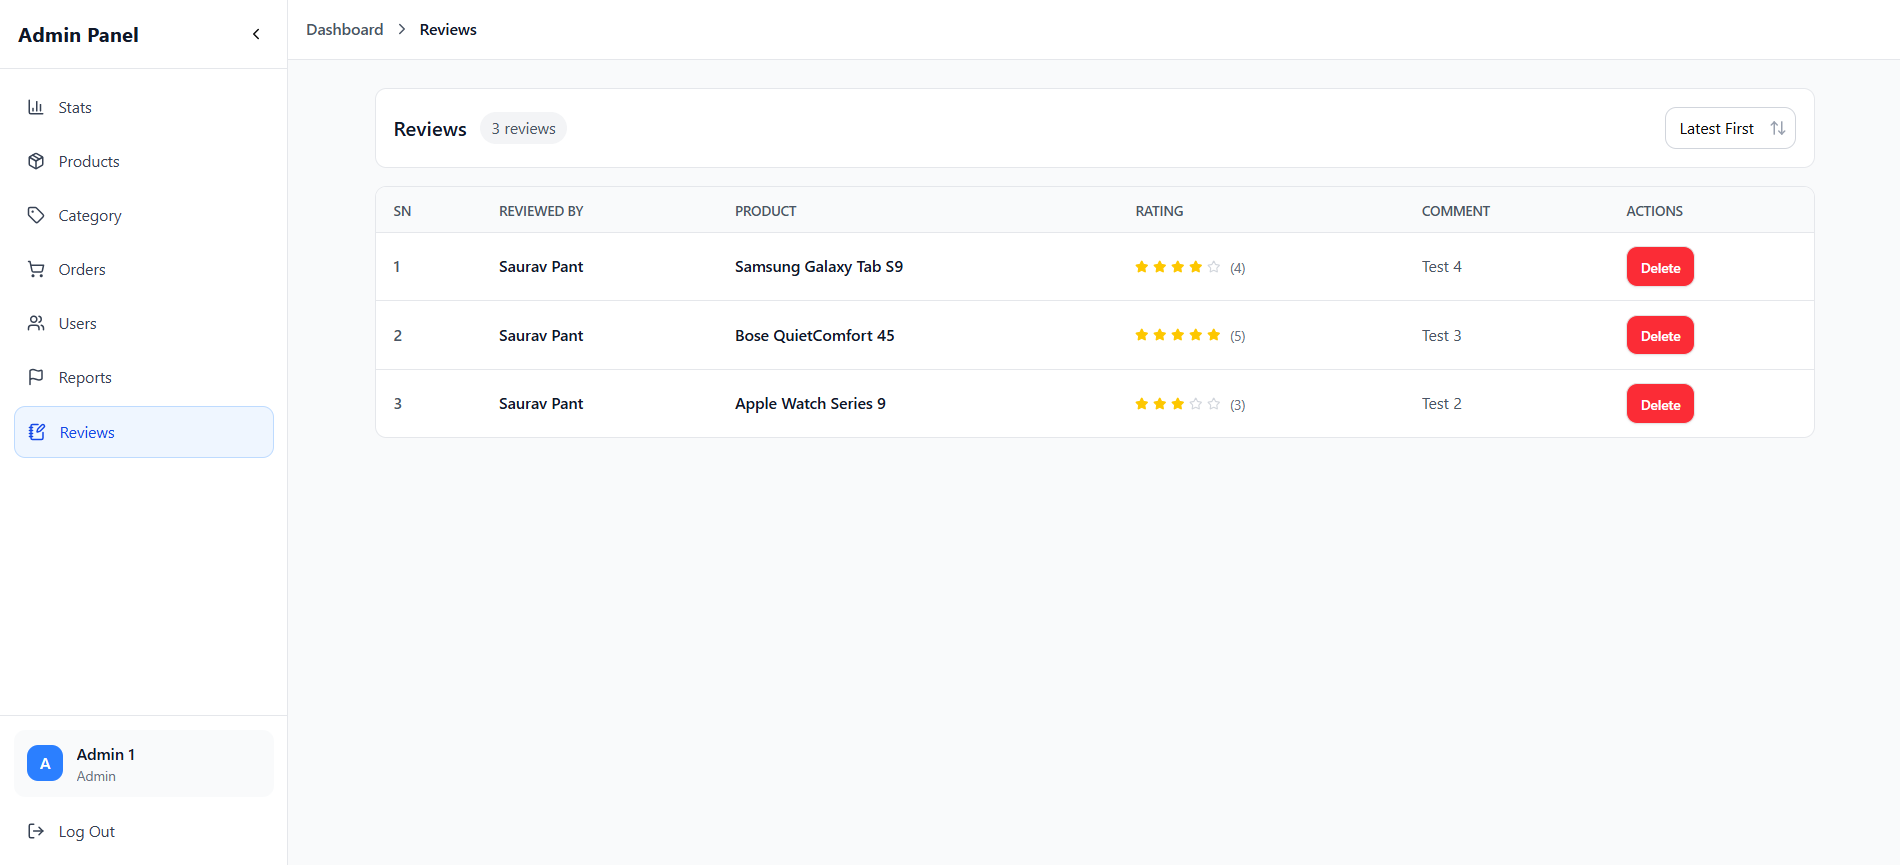 Admin Panel
Stats
Products
Category
Orders
Users
Reports
Reviews
A
Admin 1
Admin
Log Out
Dashboard > Reviews
Reviews 3 reviews
Latest First
SN REVIEWED BY PRODUCT RATING COMMENT ACTIONS
1 Saurav Pant Samsung Galaxy Tab S9 (4) Test 4 Delete
2 Saurav Pant Bose QuietComfort 45 (5) Test 3 Delete
3 Saurav Pant Apple Watch Series 9 (3) Test 2 Delete